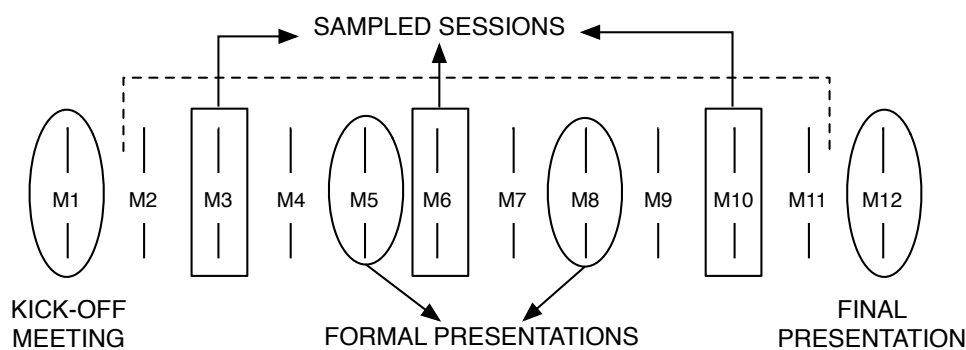 SAMPLED SESSIONS
M1 M2 M3 M4 M5 M6 M7 M8 M9 M10 M11 M12
KICK-OFF
MEETING
FORMAL PRESENTATIONS
FINAL
PRESENTATION